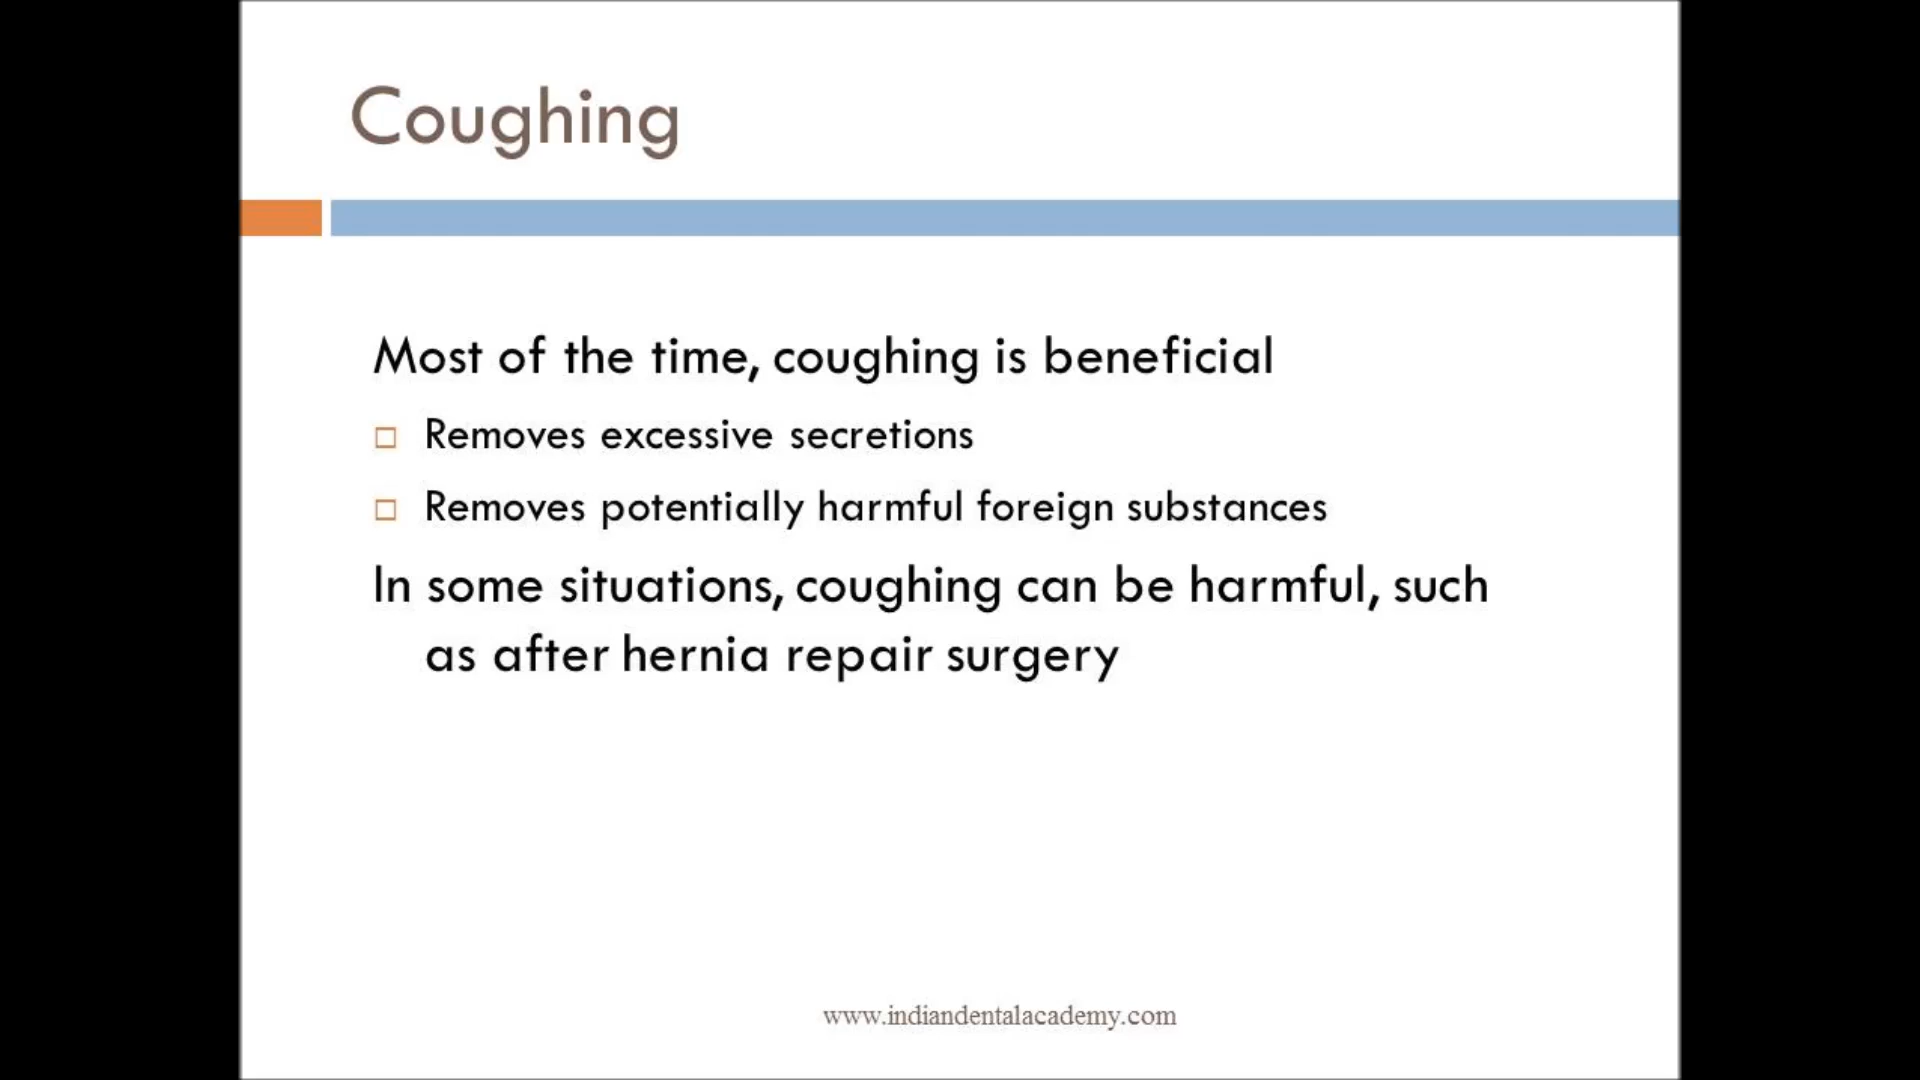 Coughing
Most of the time, coughing is beneficial
Removes excessive secretions
Removes potentially harmful foreign substances
In some situations, coughing can be harmful, such
as after hernia repair surgery
www.indiandentalacademy.com